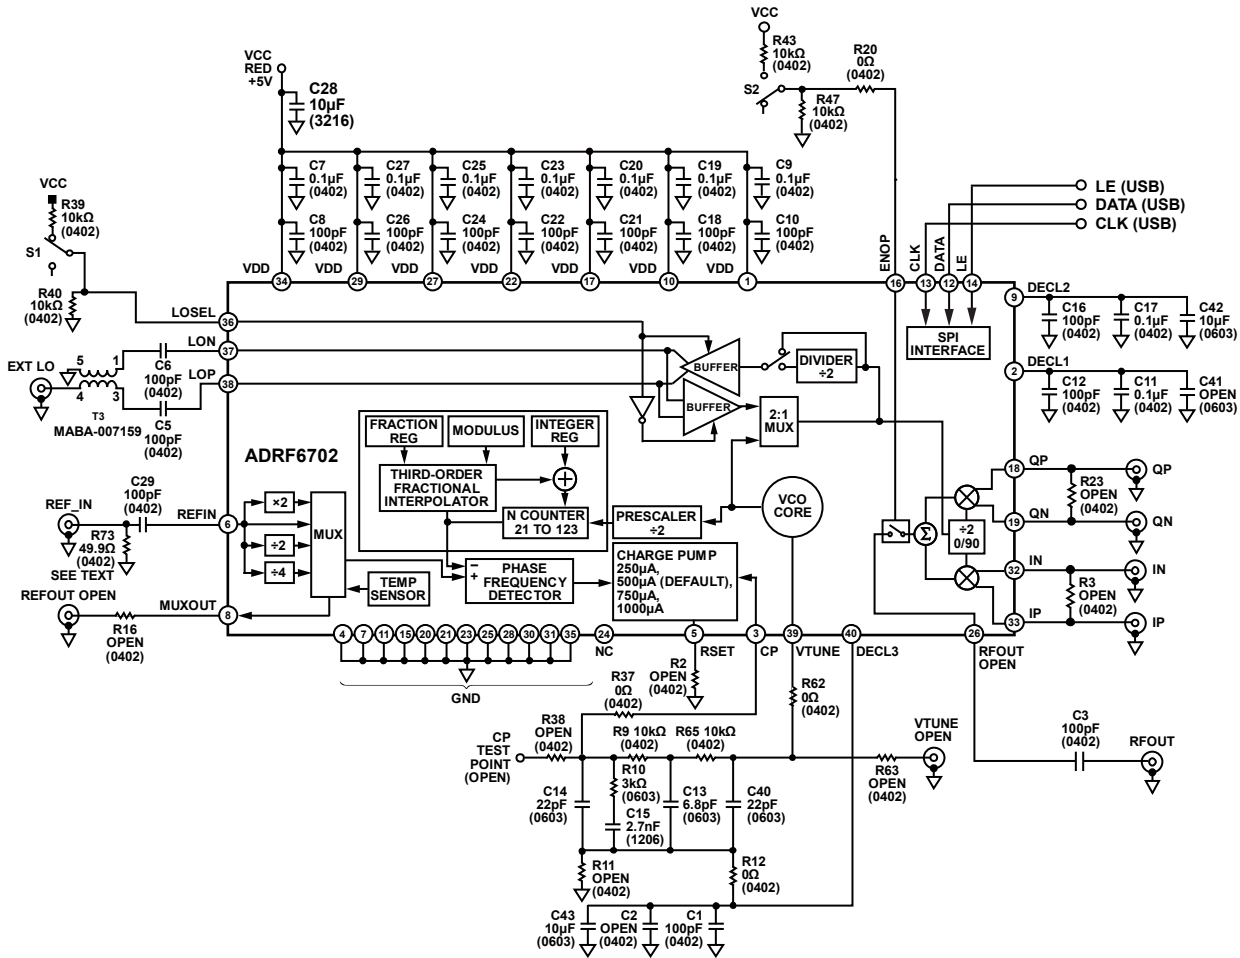 VCC
RED
+5V
C28
10µF
(3216)
VCC
R43
10kΩ
(0402)
R20
0Ω
(0402)
S2
R47
10kΩ
(0402)
C7
0.1µF
(0402)
C27
0.1µF
(0402)
C25
0.1µF
(0402)
C23
0.1µF
(0402)
C20
0.1µF
(0402)
C19
0.1µF
(0402)
C9
0.1µF
(0402)
C8
100pF
(0402)
C26
100pF
(0402)
C24
100pF
(0402)
C22
100pF
(0402)
C21
100pF
(0402)
C18
100pF
(0402)
C10
100pF
(0402)
VDD VDD VDD VDD VDD VDD VDD
34 29 27 22 17 10 1
ENOP CLK DATA LE
16 13 12 14
LE (USB)
DATA (USB)
CLK (USB)
VCC
R39
10kΩ
(0402)
S1
R40
10kΩ
(0402)
LOSEL
36
LON
37
LOP
38
EXT LO
5
1
4
3
T3
MABA-007159
C6
100pF
(0402)
C5
100pF
(0402)
SPI
INTERFACE
9
DECL2
C16
100pF
(0402)
C17
0.1µF
(0402)
C42
10µF
(0603)
2
DECL1
C12
100pF
(0402)
C11
0.1µF
(0402)
C41
OPEN
(0603)
BUFFER
DIVIDER
÷2
BUFFER
2:1
MUX
ADRF6702
FRACTION
REG
MODULUS
INTEGER
REG
THIRD-ORDER
FRACTIONAL
INTERPOLATOR
+
N COUNTER
21 TO 123
PRESCALER
÷2
VCO
CORE
C29
100pF
(0402)
REF_IN
R73
49.9Ω
(0402)
SEE TEXT
REFIN
6
×2
÷2
÷4
MUX
TEMP
SENSOR
−
+
PHASE
FREQUENCY
DETECTOR
CHARGE PUMP
250µA,
500µA (DEFAULT),
750µA,
1000µA
Σ
÷2
0/90
18
QP
R23
OPEN
(0402)
QP
19
QN
QN
32
IN
R3
OPEN
(0402)
IN
33
IP
IP
REFOUT OPEN
R16
OPEN
(0402)
MUXOUT
8
4 7 11 15 20 21 23 25 28 30 31 35 24
NC
GND
5
RSET
3
CP
39
VTUNE
40
DECL3
26
RFOUT
OPEN
R2
OPEN
(0402)
R37
0Ω
(0402)
R62
0Ω
(0402)
R38
OPEN
(0402)
CP
TEST
POINT
(OPEN)
R9 10kΩ
(0402)
R65 10kΩ
(0402)
R63
OPEN
(0402)
VTUNE
OPEN
C3
100pF
(0402)
RFOUT
C14
22pF
(0603)
R10
3kΩ
(0603)
C15
2.7nF
(1206)
C13
6.8pF
(0603)
C40
22pF
(0603)
R11
OPEN
(0402)
R12
0Ω
(0402)
C43
10µF
(0603)
C2
OPEN
(0402)
C1
100pF
(0402)